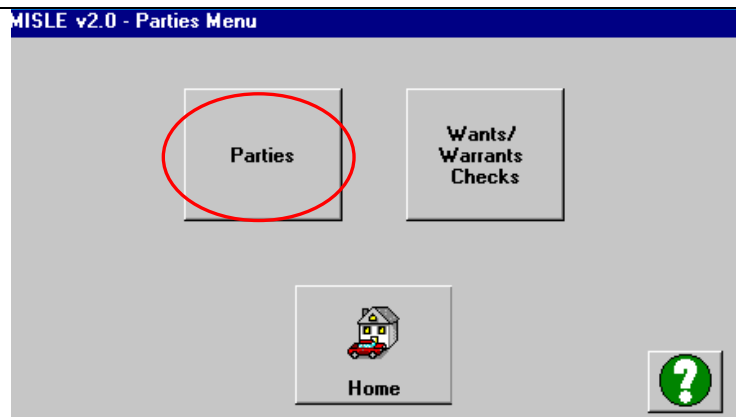 MISLE v2.0 - Parties Menu
Parties
Wants/
Warrants
Checks
Home
?